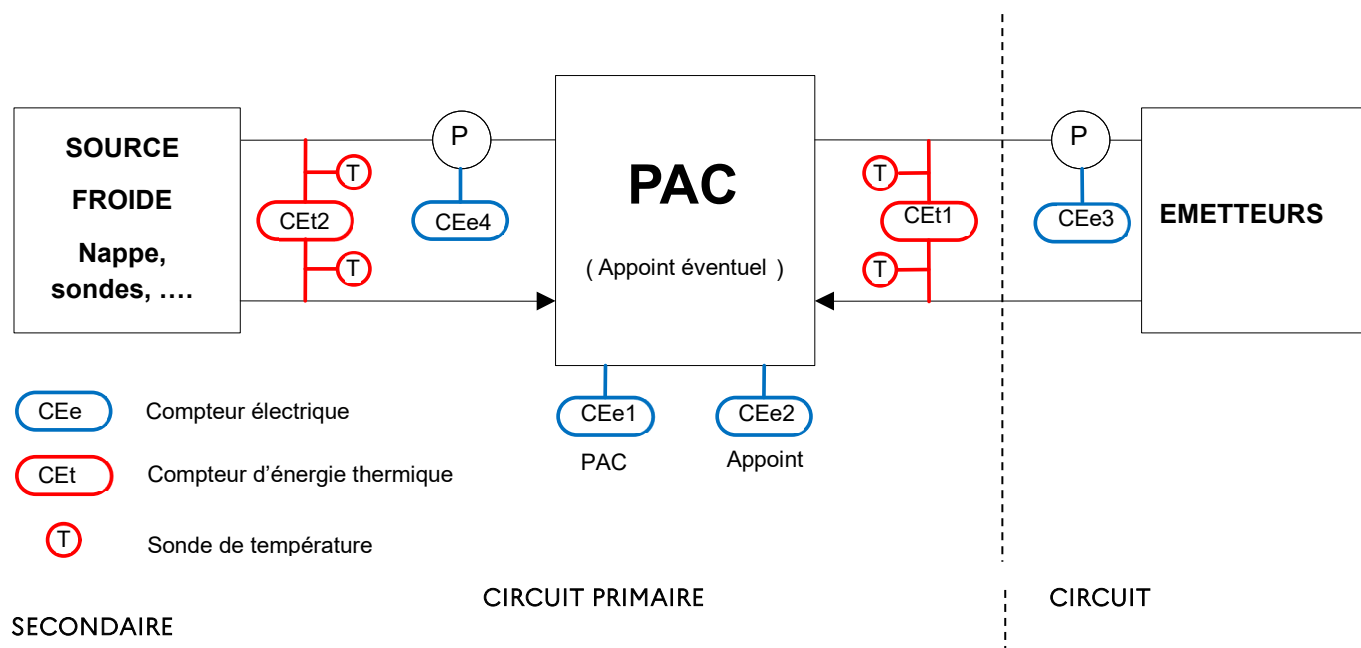 SOURCE
FROIDE
Nappe,
sondes, ….
T
CEt2
T
P
CEe4
PAC
( Appoint éventuel )
T
CEt1
T
P
CEe3
EMETTEURS
CEe1
PAC
CEe2
Appoint
CEe Compteur électrique
CEt Compteur d’énergie thermique
T Sonde de température
CIRCUIT PRIMAIRE
CIRCUIT
SECONDAIRE